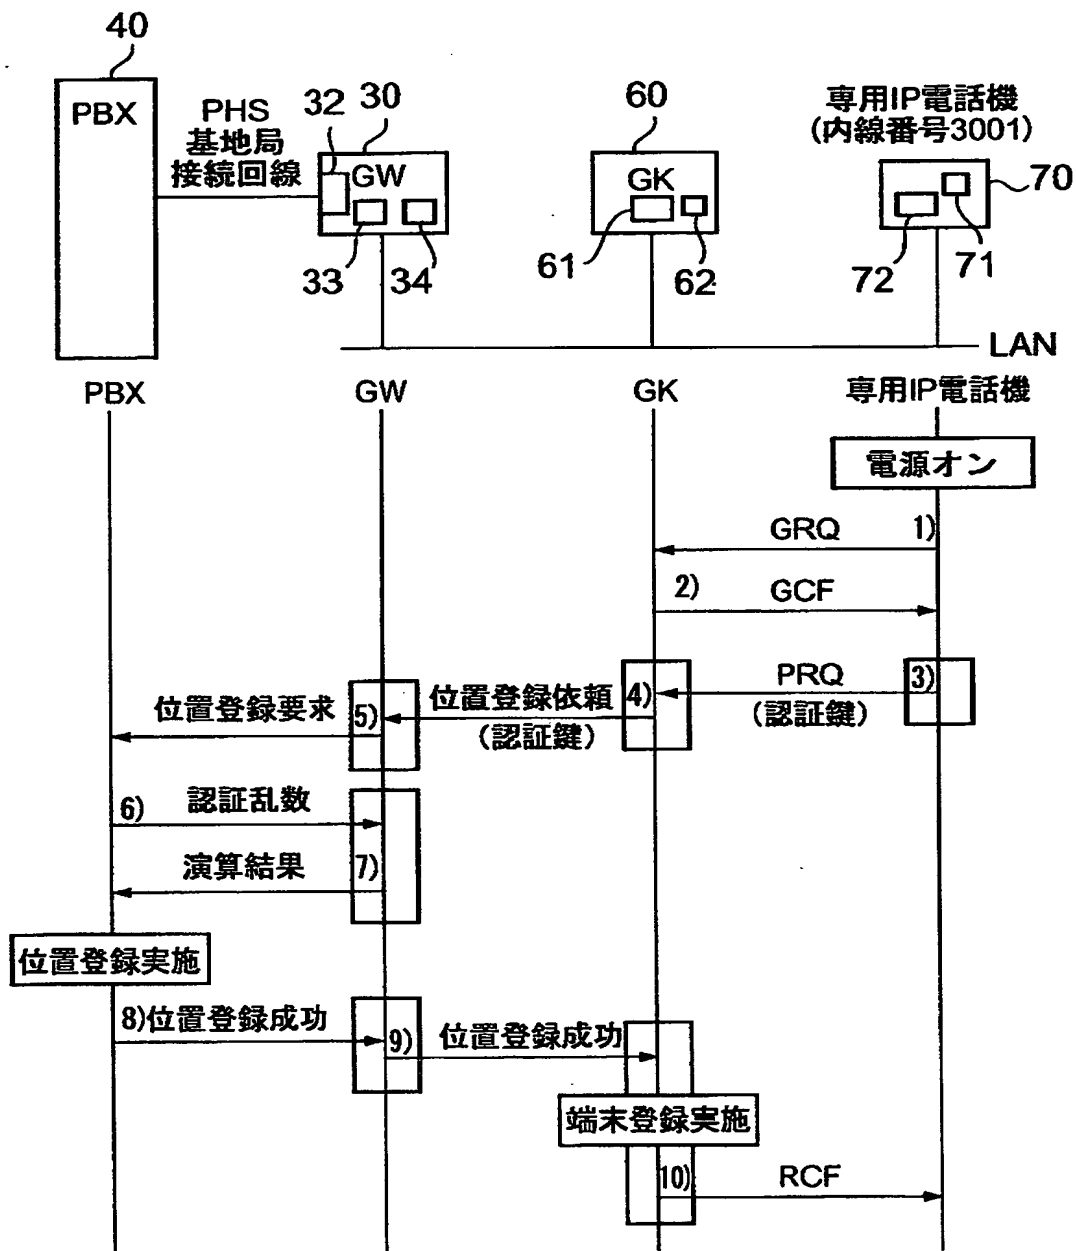 40
PBX
PHS
基地局
接続回線
32
30
GW
33
34
60
GK
61
62
専用IP電話機
(内線番号3001)
70
72
71
LAN
PBX
GW
GK
専用IP電話機
電源オン
GRQ
1)
2)
GCF
PRQ
3)
(認証鍵)
位置登録依頼
4)
(認証鍵)
位置登録要求
5)
6)
認証乱数
演算結果
7)
位置登録実施
8)位置登録成功
9)
位置登録成功
端末登録実施
10)
RCF